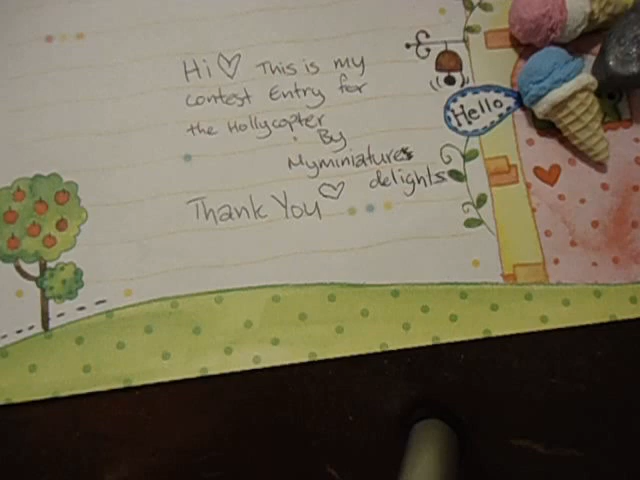 Hi ♡ This is my
contest Entry for
the Hollycopter
By
Myminiatures
delights
Thank You ♡
Hello